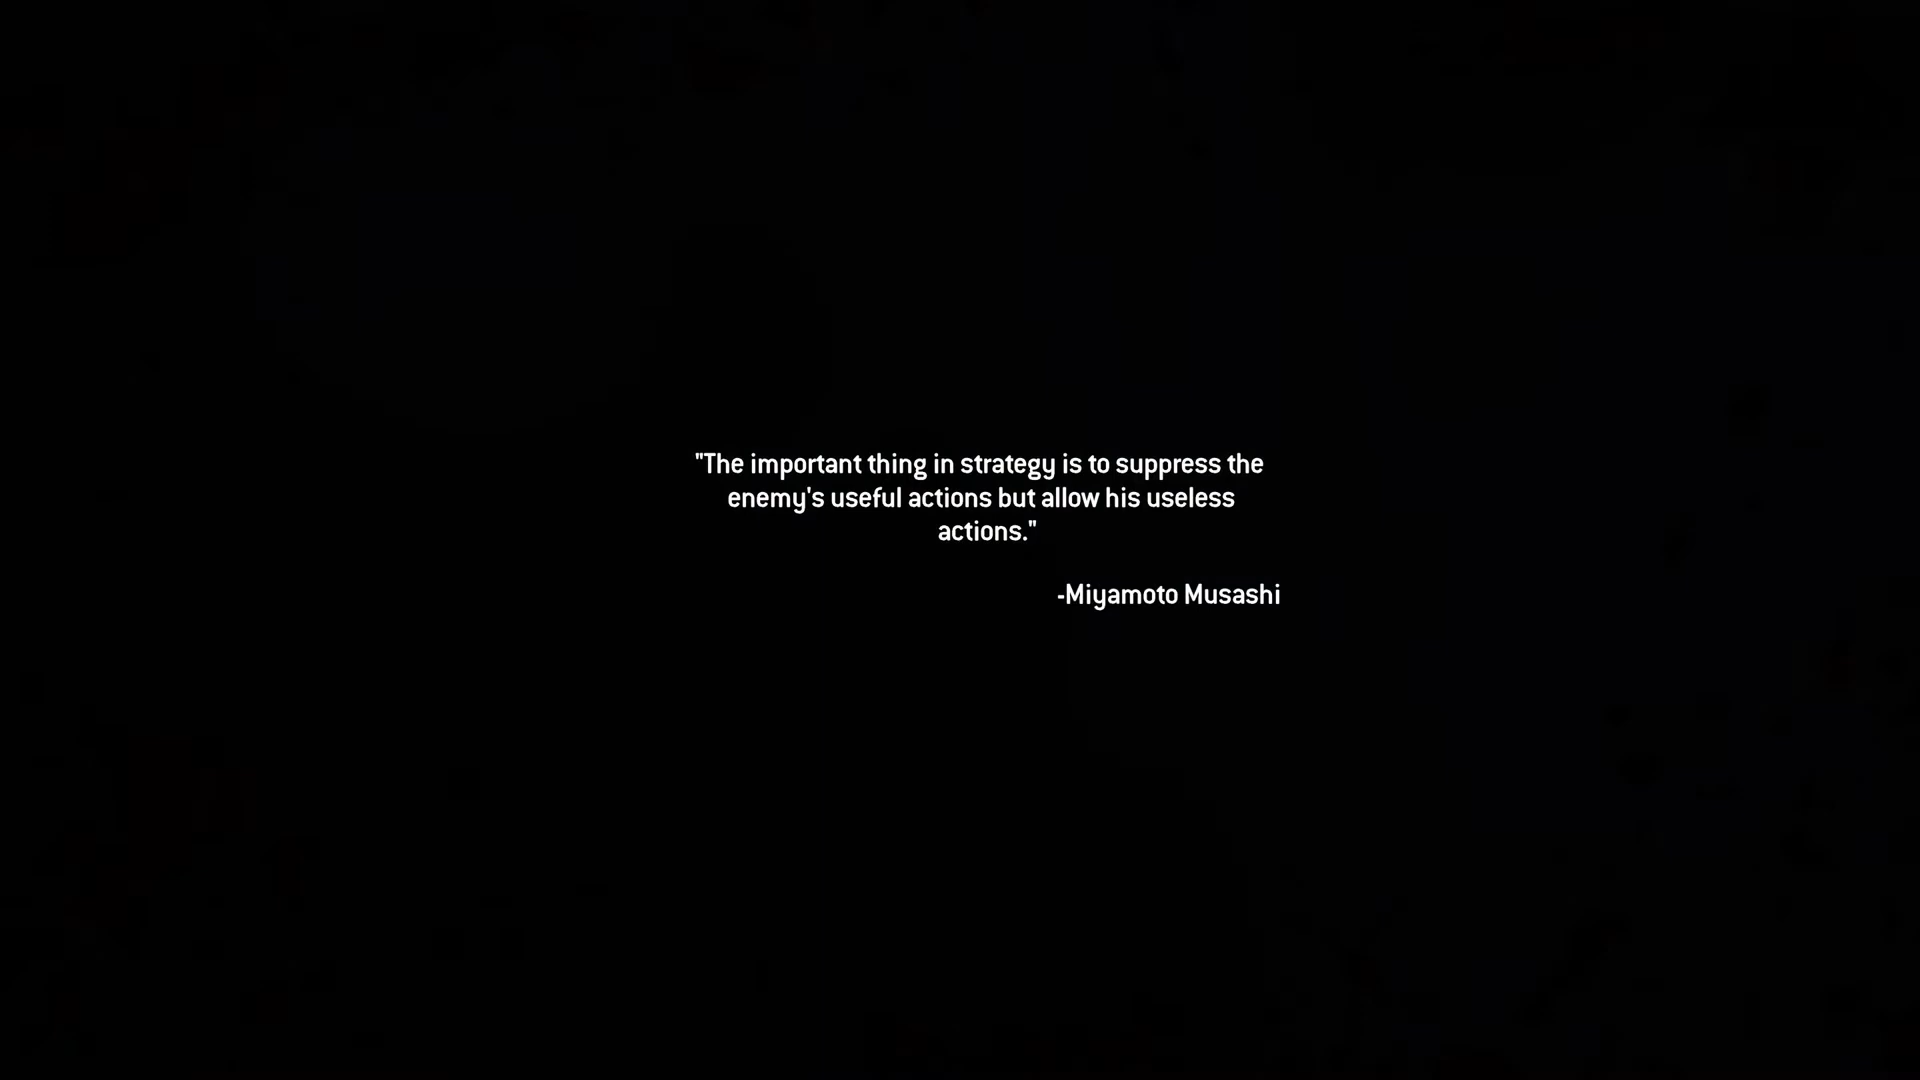 "The important thing in strategy is to suppress the
enemy's useful actions but allow his useless
actions."
-Miyamoto Musashi